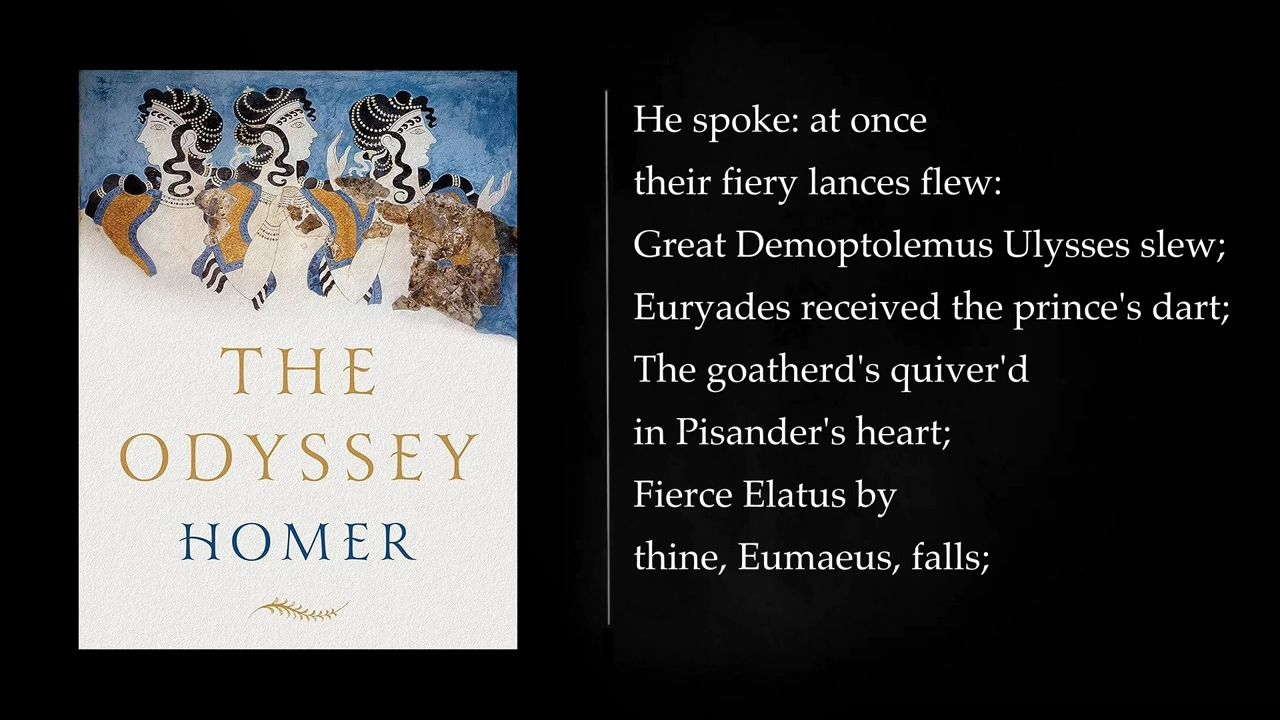 THE
ODYSSEY
HOMER
He spoke: at once
their fiery lances flew:
Great Demoptolemus Ulysses slew;
Euryades received the prince's dart;
The goatherd's quiver'd
in Pisander's heart;
Fierce Elatus by
thine, Eumaeus, falls;